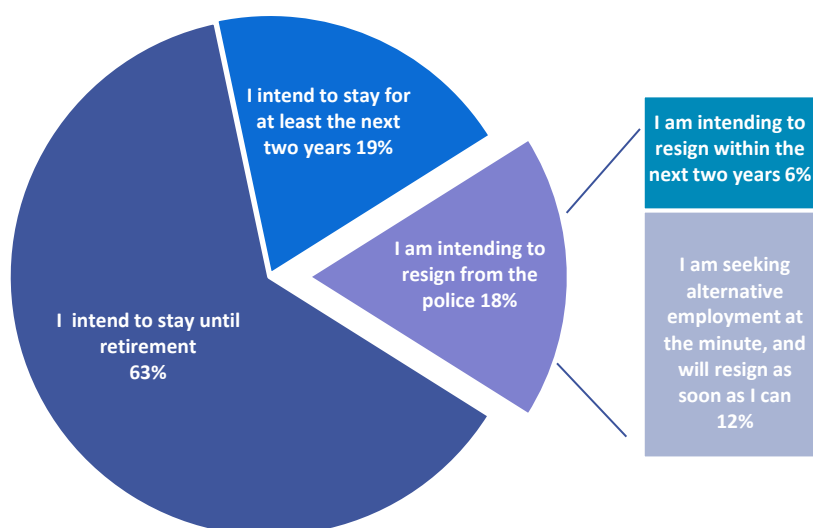 I intend to stay for
at least the next
two years 19%
I am intending to
resign from the
police 18%
I intend to stay until
retirement
63%
I am intending to
resign within the
next two years 6%
I am seeking
alternative
employment at
the minute, and
will resign as
soon as I can
12%